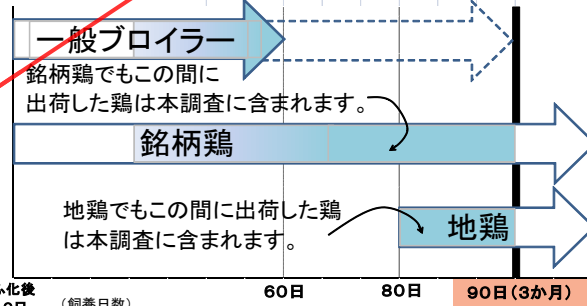 一般ブロイラー
銘柄鶏でもこの間に
出荷した鶏は本調査に含まれます。
銘柄鶏
地鶏でもこの間に出荷した鶏
は本調査に含まれます。
地鶏
化後
(飼養日数)
60日
80日
90日(3か月)